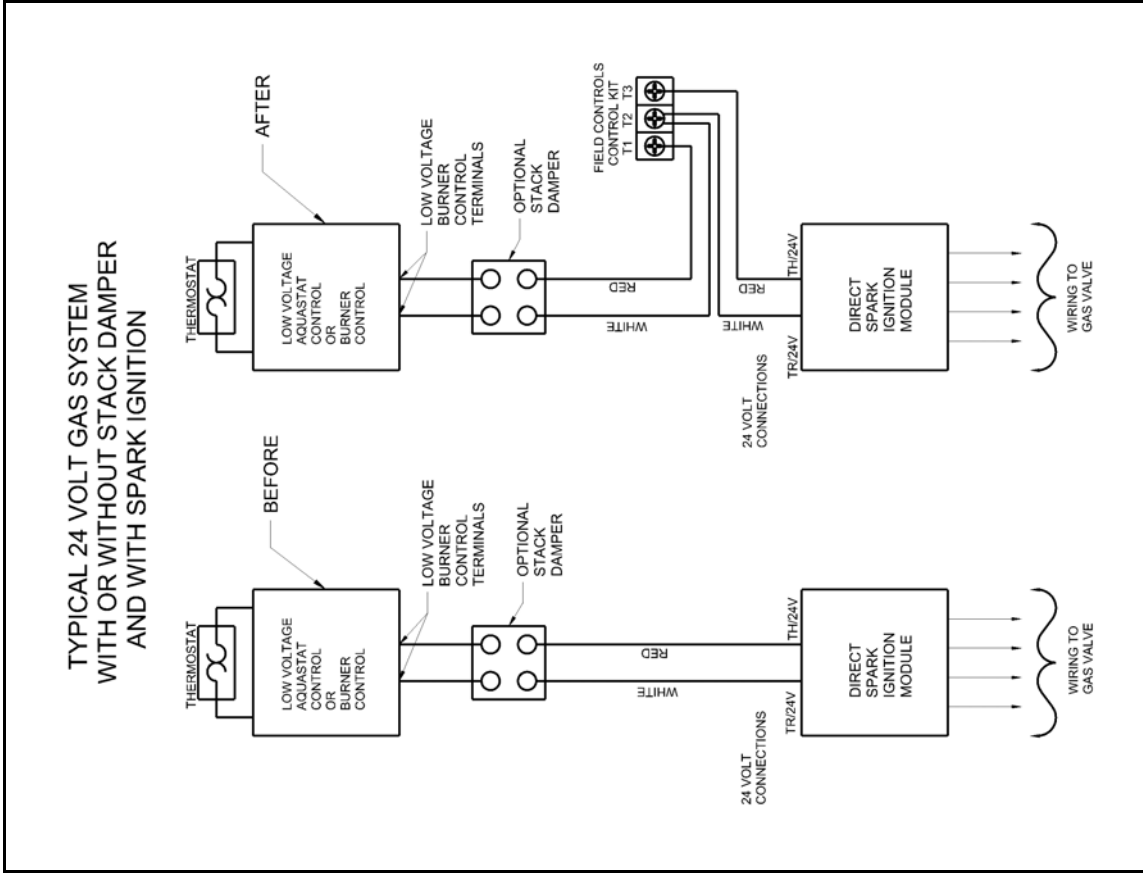 TYPICAL 24 VOLT GAS SYSTEM
WITH OR WITHOUT STACK DAMPER
AND WITH SPARK IGNITION
BEFORE
THERMOSTAT
LOW VOLTAGE
AQUASTAT
CONTROL
OR
BURNER
CONTROL
LOW VOLTAGE
BURNER
CONTROL
TERMINALS
OPTIONAL
STACK
DAMPER
WHITE
RED
24 VOLT
CONNECTIONS
TR/24V
TH/24V
DIRECT
SPARK
IGNITION
MODULE
WIRING TO
GAS VALVE
AFTER
THERMOSTAT
LOW VOLTAGE
AQUASTAT
CONTROL
OR
BURNER
CONTROL
LOW VOLTAGE
BURNER
CONTROL
TERMINALS
OPTIONAL
STACK
DAMPER
FIELD CONTROLS
CONTROL KIT
T1 T2 T3
WHITE
RED
WHITE
RED
24 VOLT
CONNECTIONS
TR/24V
TH/24V
DIRECT
SPARK
IGNITION
MODULE
WIRING TO
GAS VALVE